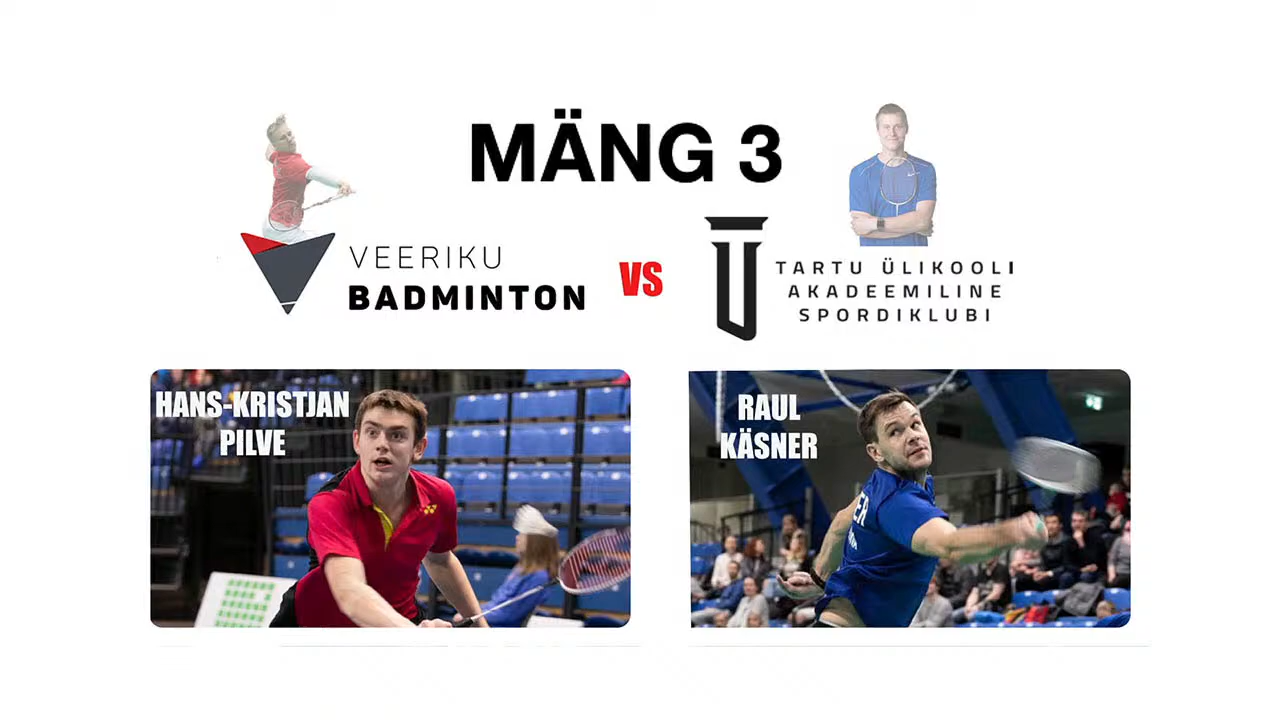 MÄNG 3
VEERIKU
BADMINTON
VS
TARTU ÜLIKOOLI
AKADEEMILINE
SPORDIKLUBI
HANS-KRISTJAN
PILVE
RAUL
KÄSNER